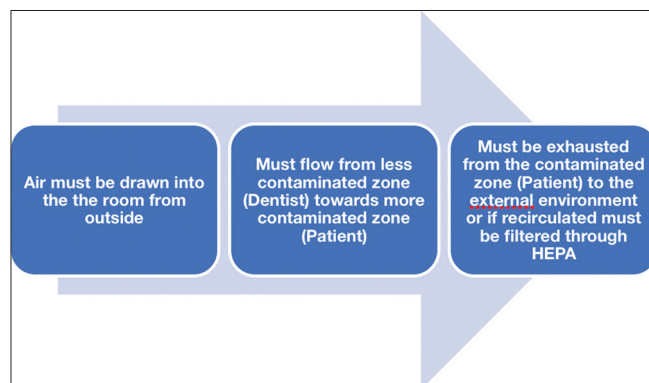 Air must be drawn into
the the room from
outside
Must flow from less
contaminated zone
(Dentist) towards more
contaminated zone
(Patient)
Must be exhausted
from the contaminated
zone (Patient) to the
external environment
or if recirculated must
be filtered through
HEPA